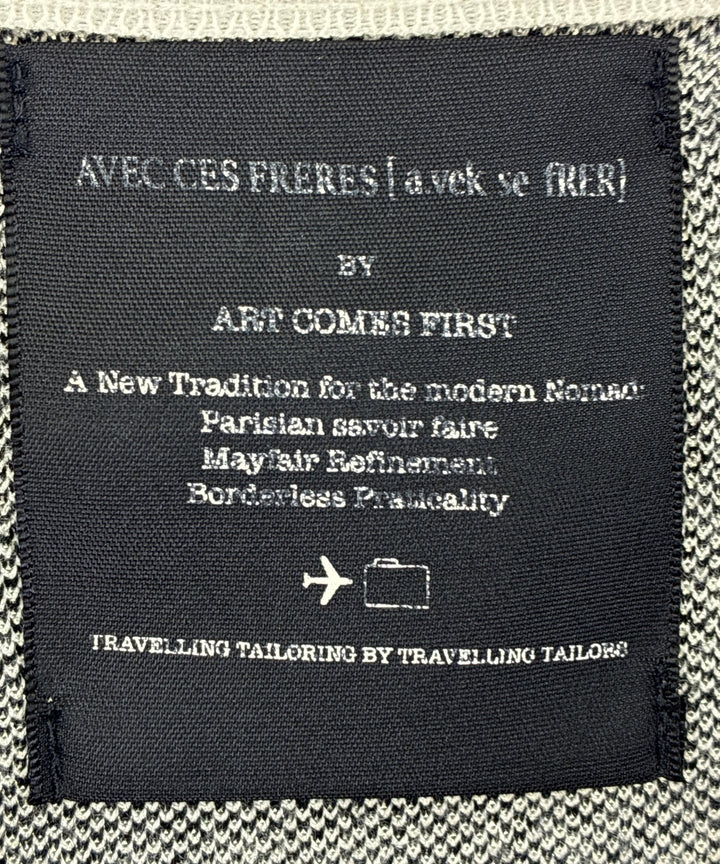 AVEC CES FRERES [a.vek se fRER]
BY
ART COMES FIRST
A New Tradition for the modern Nomad:
Parisian savoir faire
Mayfair Refinement
Borderless Praticality
TRAVELLING TAILORING BY TRAVELLING TAILORS